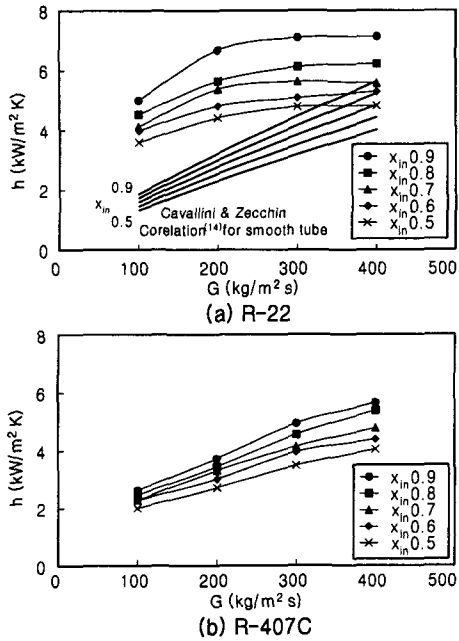 8
6
4
2
0
h (kW/m² K)
0.9
x_in
0.5
Cavallini & Zecchin
Corelation⁽¹⁴⁾ for smooth tube
x_in 0.9
x_in 0.8
x_in 0.7
x_in 0.6
x_in 0.5
0 100 200 300 400 500
G (kg/m² s)
(a) R-22
8
6
4
2
0
h (kW/m² K)
x_in 0.9
x_in 0.8
x_in 0.7
x_in 0.6
x_in 0.5
0 100 200 300 400 500
G (kg/m² s)
(b) R-407C